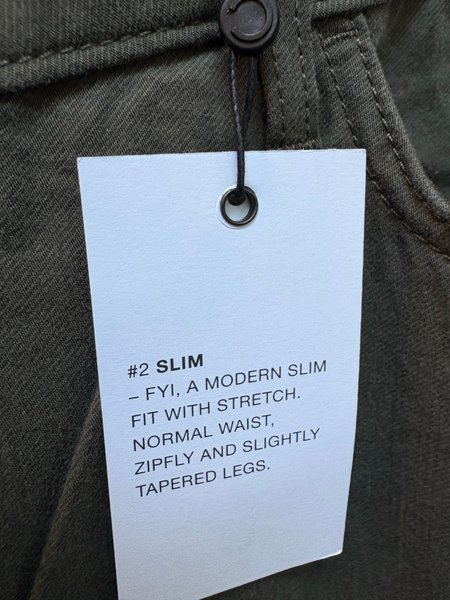 #2 SLIM
– FYI, A MODERN SLIM
FIT WITH STRETCH.
NORMAL WAIST,
ZIPFLY AND SLIGHTLY
TAPERED LEGS.